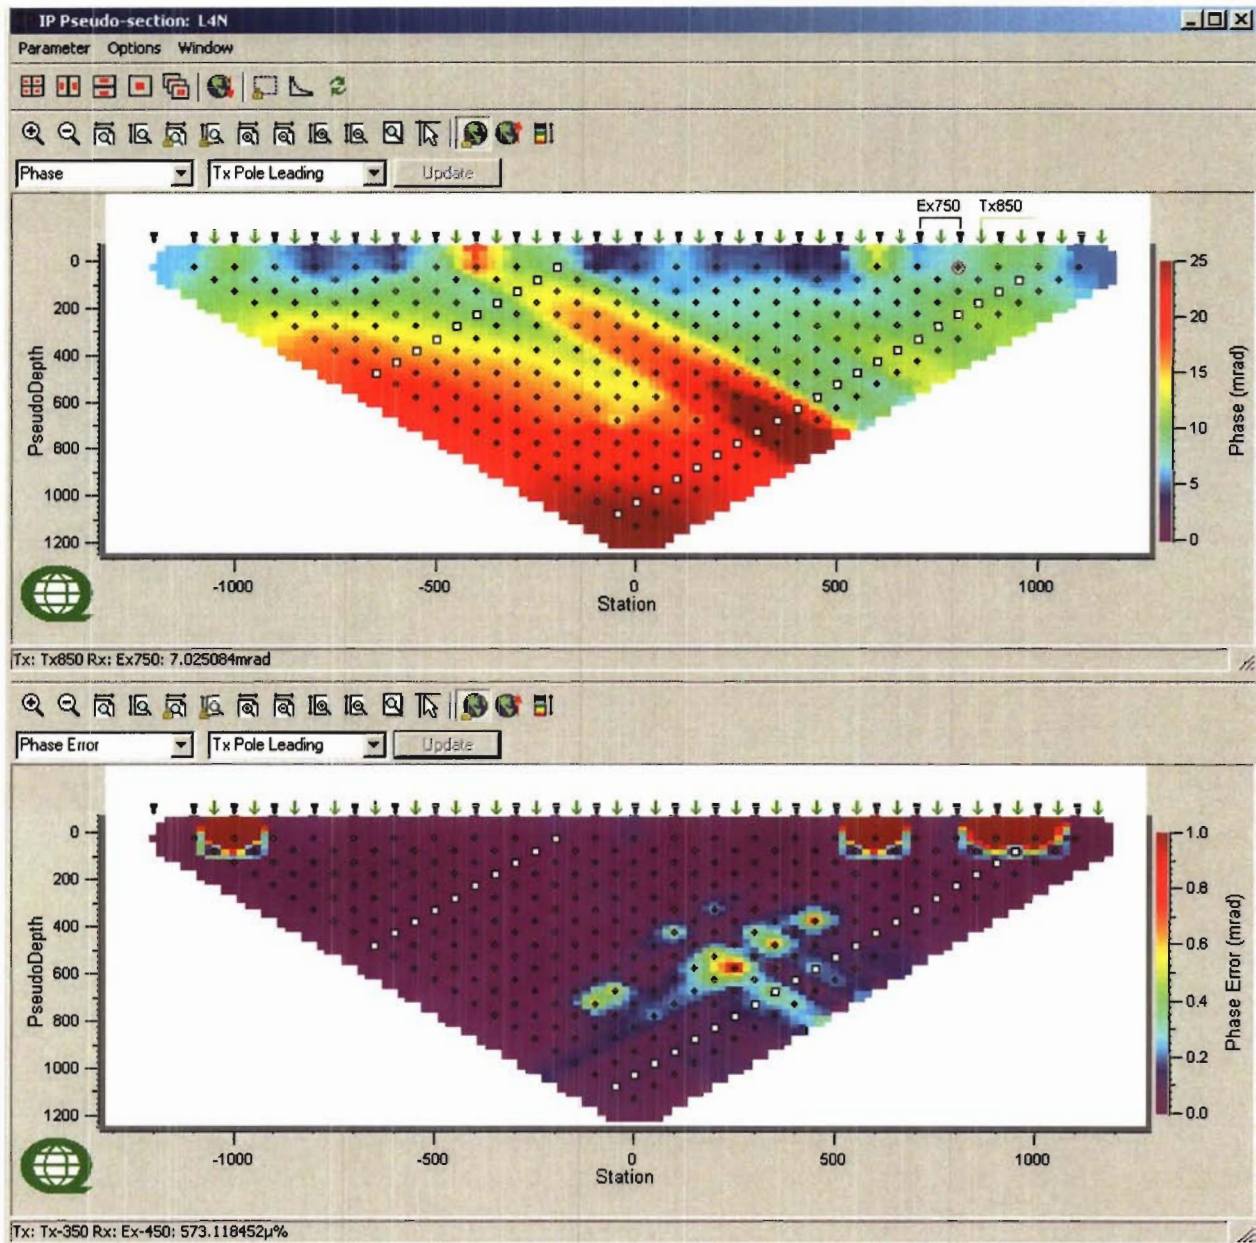 IP Pseudo-section: L4N
Parameter Options Window
Phase Tx Pole Leading Update
Ex750 Tx850
PseudoDepth
0
200
400
600
800
1000
1200
-1000 -500 0 500 1000
Station
25
20
15
10
5
0
Phase (mrad)
Tx: Tx850 Rx: Ex750: 7.025084mrad
Phase Error Tx Pole Leading Update
PseudoDepth
0
200
400
600
800
1000
1200
-1000 -500 0 500 1000
Station
1.0
0.8
0.6
0.4
0.2
0.0
Phase Error (mrad)
Tx: Tx-350 Rx: Ex-450: 573.118452µ%